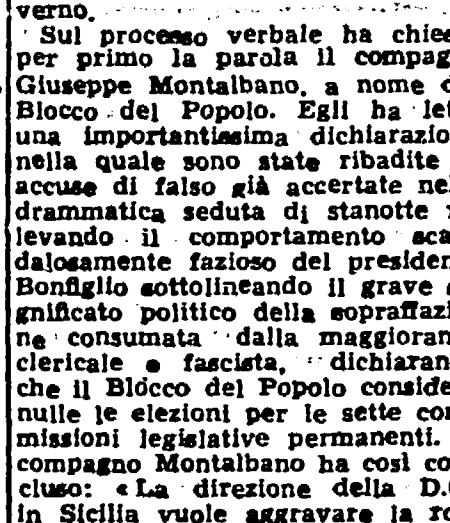 verno.
Sul processo verbale ha chie
per primo la parola il compag
Giuseppe Montalbano, a nome d
Blocco del Popolo. Egli ha let
una importantissima dichiarazio
nella quale sono state ribadite
accuse di falso già accertate ne
drammatica seduta di stanotte
levando il comportamento sca
dalosamente fazioso del presiden
Bonfiglio sottolineando il grave
gnificato politico della sopraffazi
ne consumata dalla maggioran
clericale e fascista, dichiaran
che il Blocco del Popolo conside
nulle le elezioni per le sette co
missioni legislative permanenti.
compagno Montalbano ha così co
cluso: « La direzione della D.C
in Sicilia vuole aggravare la ro